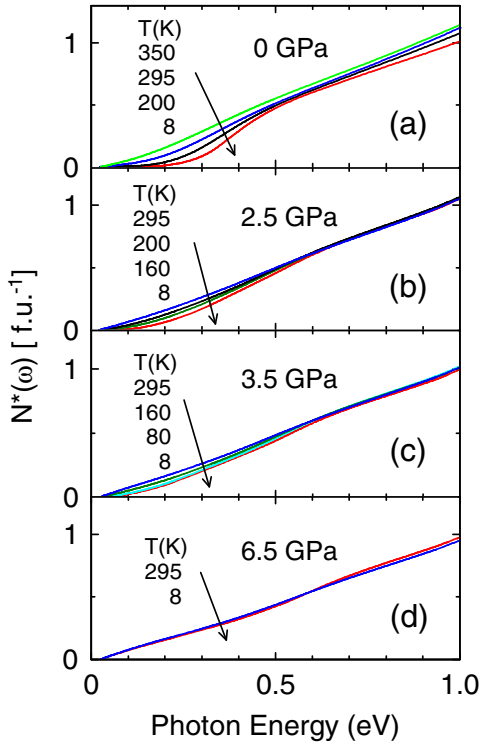 1
T(K)
350
295
200
8
0 GPa
(a)
0
1
T(K)
295
200
160
8
2.5 GPa
(b)
0
N*(ω) [ f.u.⁻¹]
1
T(K)
295
160
80
8
3.5 GPa
(c)
0
1
T(K)
295
8
6.5 GPa
(d)
0
0 0.5 1.0
Photon Energy (eV)